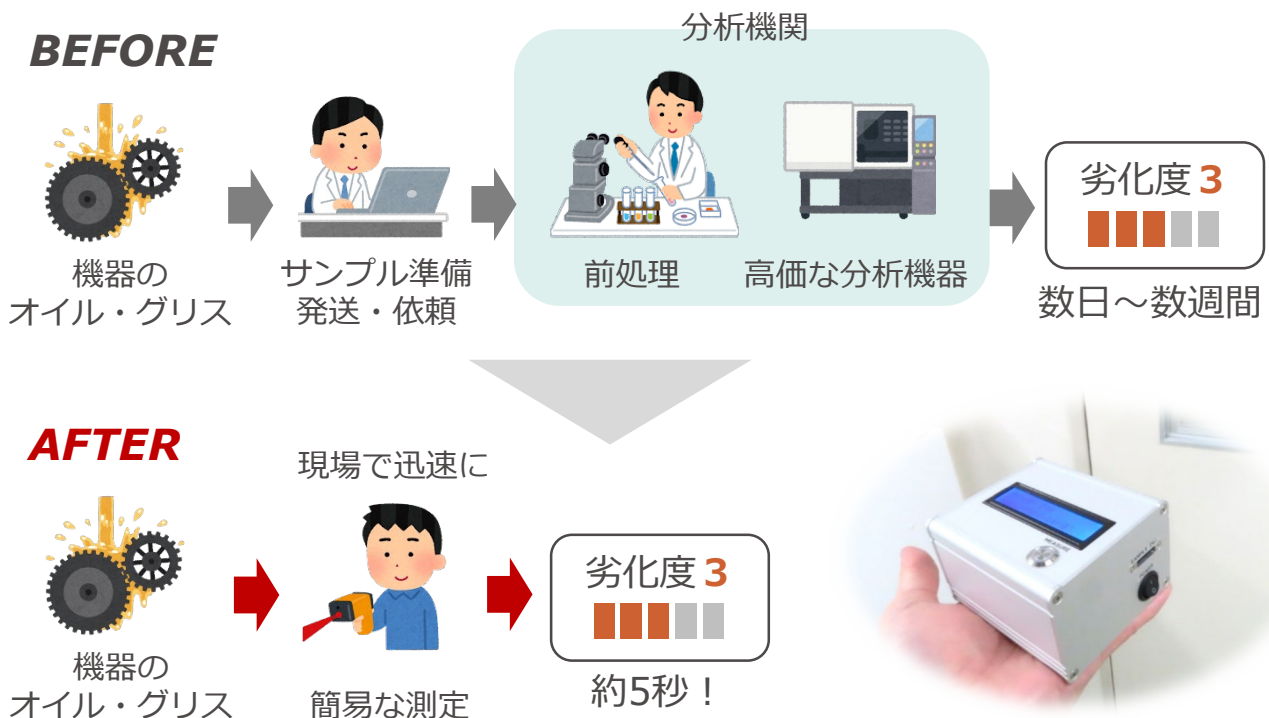 BEFORE
分析機関
機器の
オイル・グリス
サンプル準備
発送・依頼
前処理
高価な分析機器
劣化度 3
数日～数週間
AFTER
現場で迅速に
機器の
オイル・グリス
簡易な測定
劣化度 3
約5秒！
MEASURE